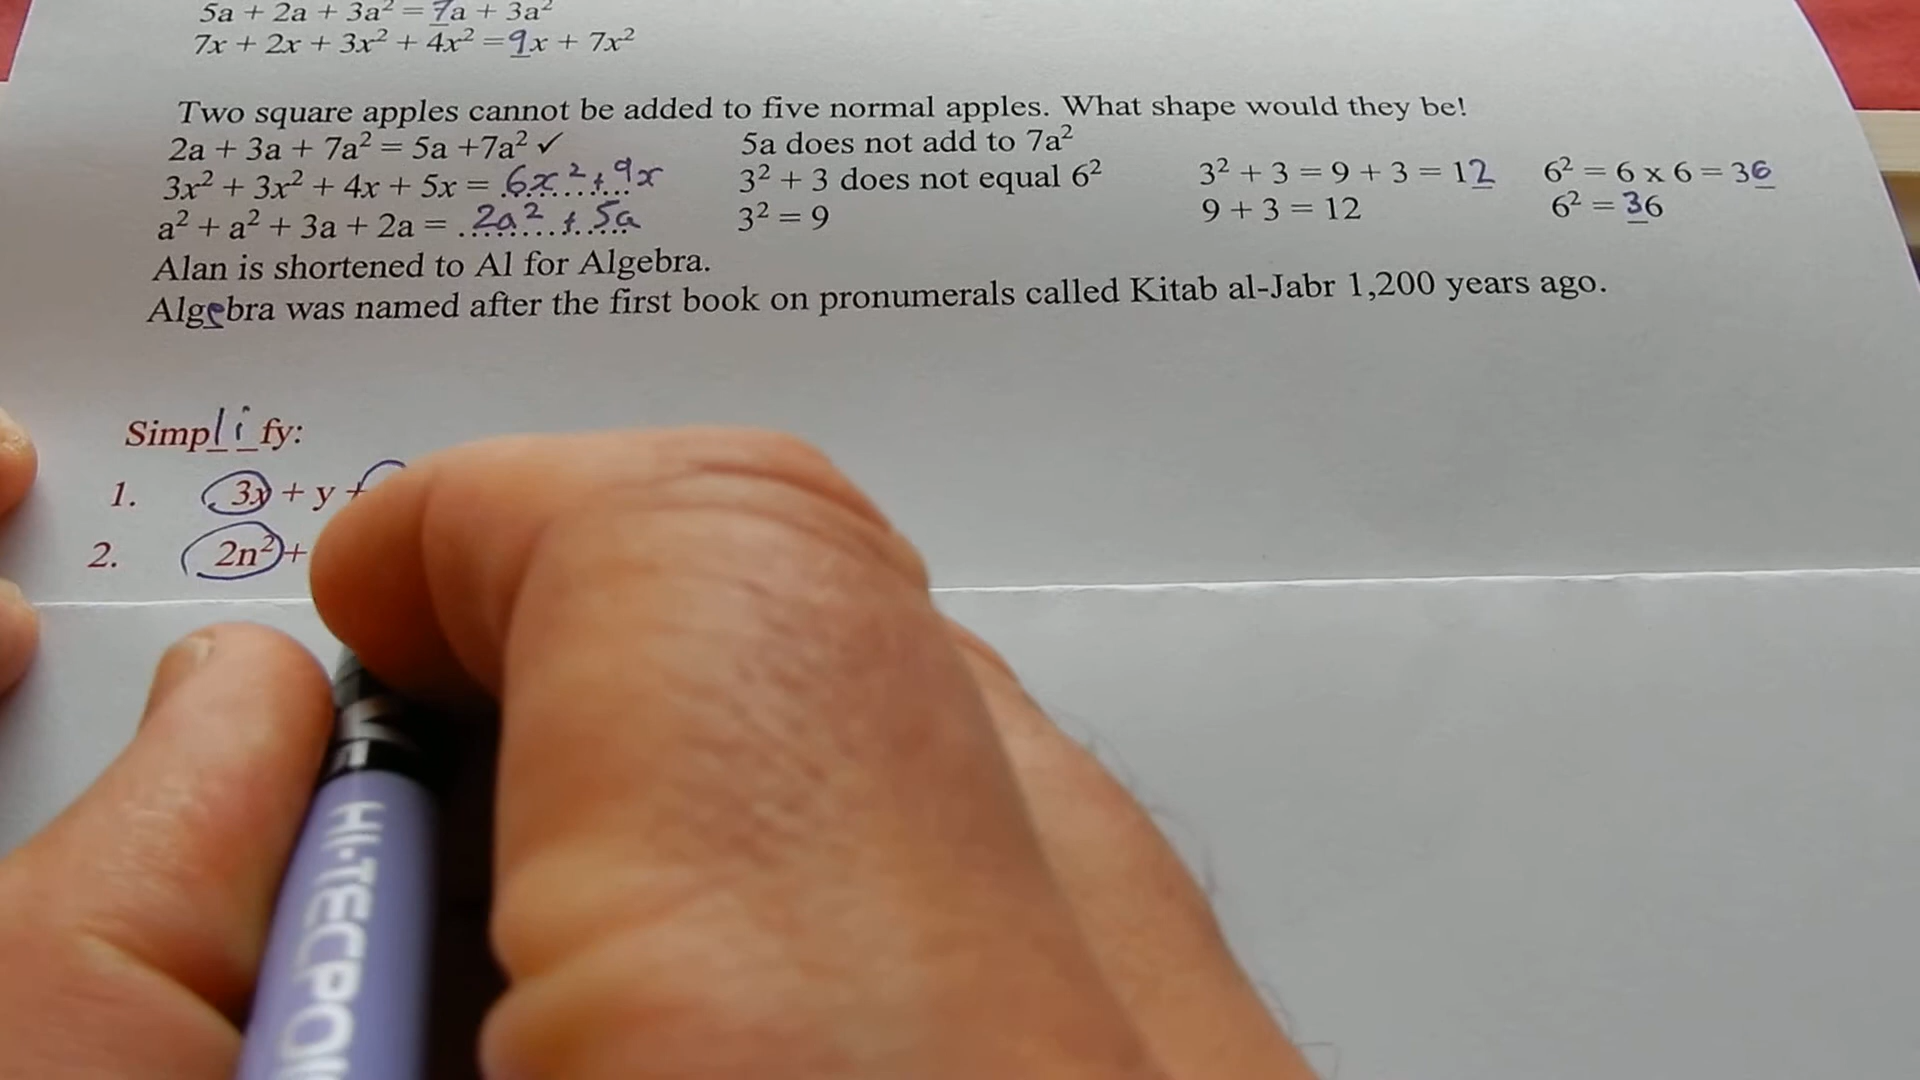 5a + 2a + 3a² = 7a + 3a²
7x + 2x + 3x² + 4x² = 9x + 7x²
Two square apples cannot be added to five normal apples. What shape would they be!
2a + 3a + 7a² = 5a +7a² ✓ 5a does not add to 7a²
3x² + 3x² + 4x + 5x = 6x² + 9x 3² + 3 does not equal 6² 3² + 3 = 9 + 3 = 12 6² = 6 x 6 = 36
a² + a² + 3a + 2a = 2a² + 5a 3² = 9 9 + 3 = 12 6² = 36
Alan is shortened to Al for Algebra.
Algebra was named after the first book on pronumerals called Kitab al-Jabr 1,200 years ago.
Simplify:
1. 3y + y +
2. 2n² +
HI-TECPOI